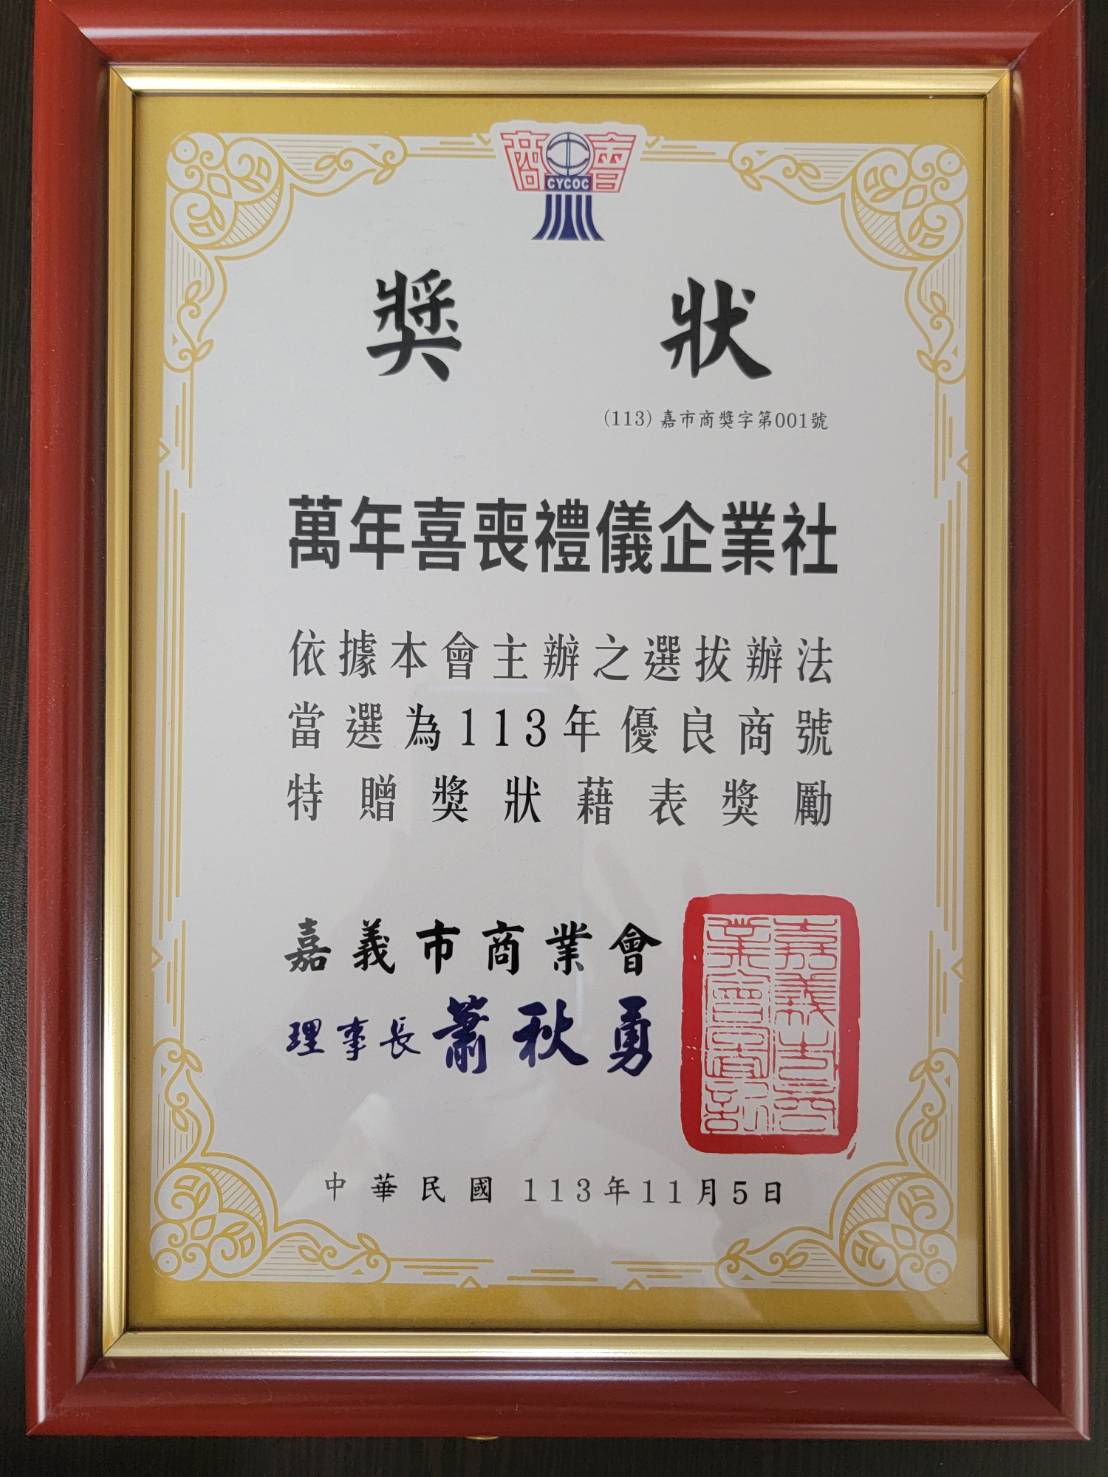 商會
CYCOC
獎狀
(113)嘉市商獎字第001號
萬年喜喪禮儀企業社
依據本會主辦之選拔辦法
當選為113年優良商號
特贈獎狀藉表獎勵
嘉義市商業會
理事長 蕭秋勇
中華民國 113年11月5日